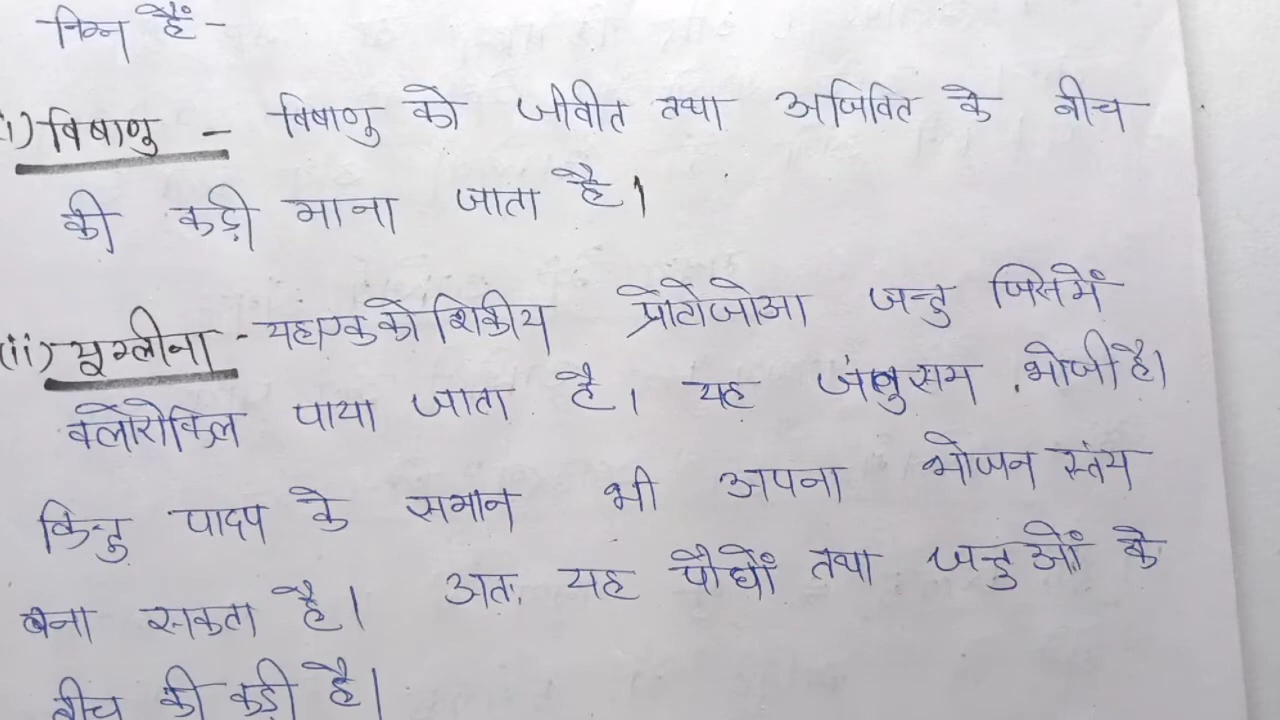 निम्न हैं-
i) विषाणु - विषाणु को जीवीत तथा अजिवित के बीच
की कड़ी माना जाता है।
(ii) यूग्लीना - यह एक कोशिकीय प्रोटोजोआ जन्तु जिसमें
क्लोरोफिल पाया जाता है। यह जंतुसम भोजी है।
किन्तु पादप के समान भी अपना भोजन स्तंय
बना सकता है। अतः यह पौधों तथा जन्तुओं के
बीच की कड़ी है।